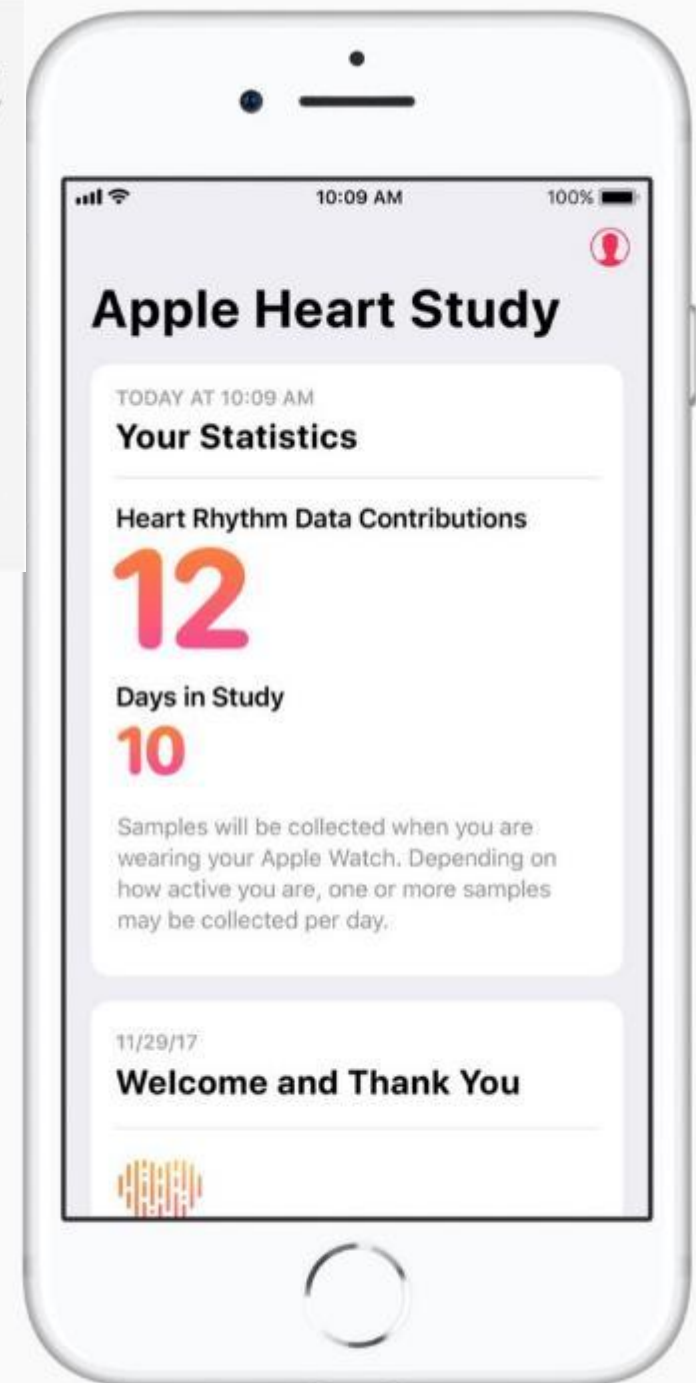 10:09 AM 100%
Apple Heart Study
TODAY AT 10:09 AM
Your Statistics
Heart Rhythm Data Contributions
12
Days in Study
10
Samples will be collected when you are
wearing your Apple Watch. Depending on
how active you are, one or more samples
may be collected per day.
11/29/17
Welcome and Thank You